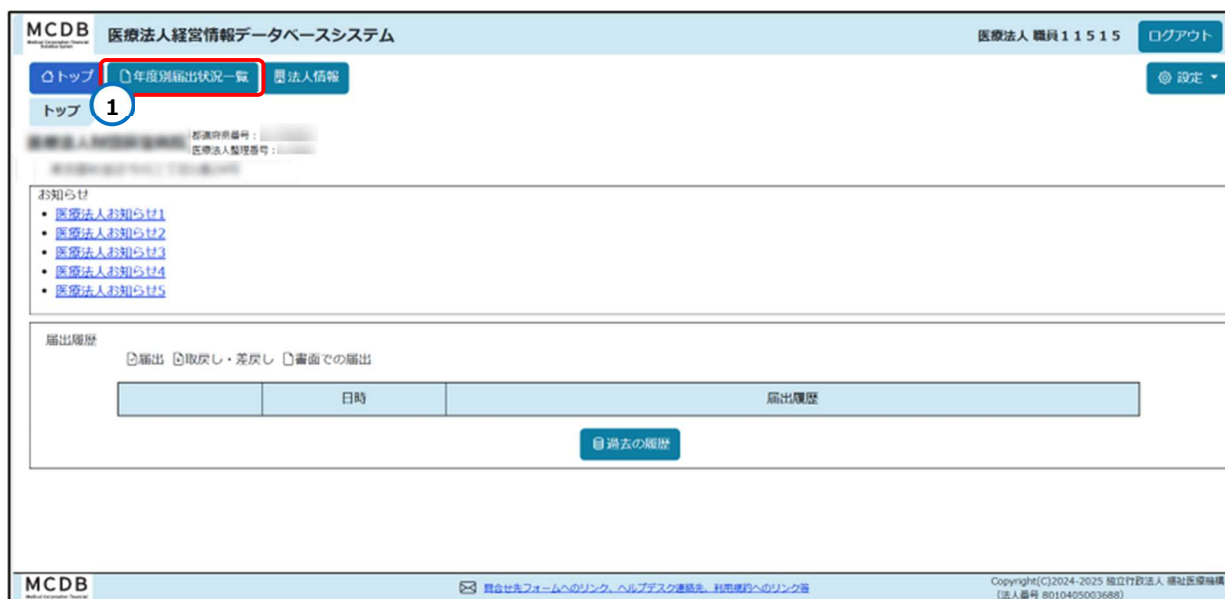 MCDB 医療法人経営情報データベースシステム 医療法人 職員11515 ログアウト
トップ 年度別届出状況一覧 法人情報 設定
トップ 1
都道府県番号：
医療法人整理番号：
お知らせ
• 医療法人お知らせ1
• 医療法人お知らせ2
• 医療法人お知らせ3
• 医療法人お知らせ4
• 医療法人お知らせ5
届出履歴
届出 取戻し・差戻し 書面での届出
日時 届出履歴
過去の履歴
MCDB 問合せ先フォームへのリンク、ヘルプデスク連絡先、利用規約へのリンク等 Copyright(C)2024-2025 独立行政法人 福祉医療機構
(法人番号 8010405003688)